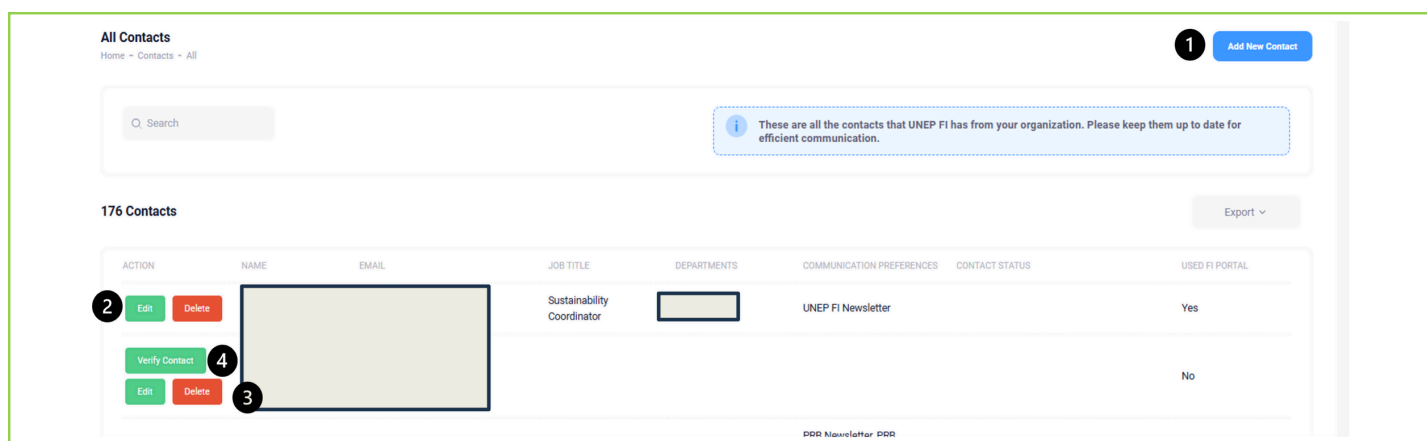 All Contacts
Home - Contacts - All
1
Add New Contact
Search
i
These are all the contacts that UNEP FI has from your organization. Please keep them up to date for
efficient communication.
176 Contacts
Export
ACTION NAME EMAIL JOB TITLE DEPARTMENTS COMMUNICATION PREFERENCES CONTACT STATUS USED FI PORTAL
2 Edit Delete
Sustainability
Coordinator
UNEP FI Newsletter
Yes
Verify Contact 4
Edit Delete 3
No
PRB Newsletter, PRB